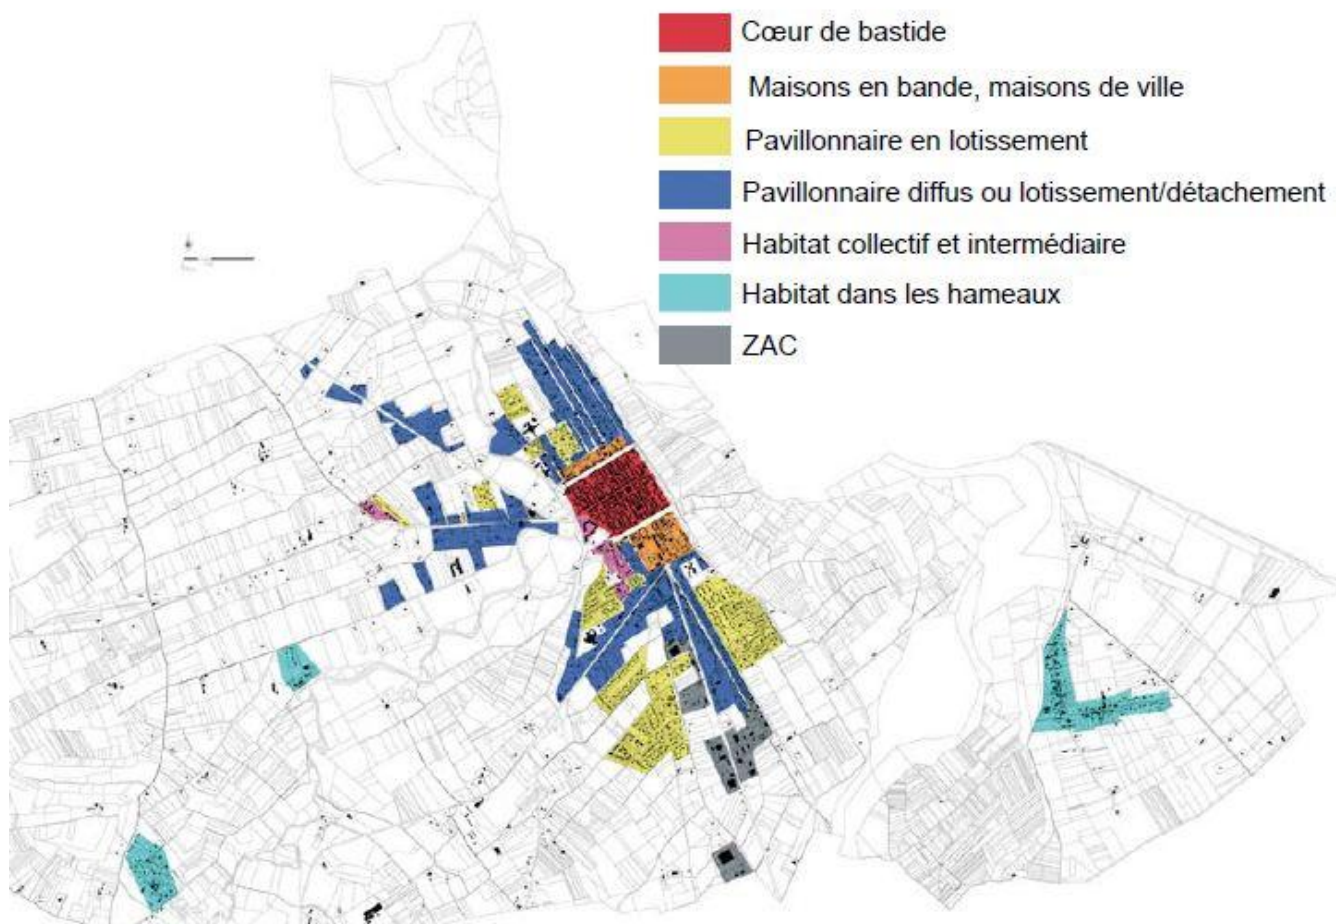 Cœur de bastide
Maisons en bande, maisons de ville
Pavillonnaire en lotissement
Pavillonnaire diffus ou lotissement/détachement
Habitat collectif et intermédiaire
Habitat dans les hameaux
ZAC